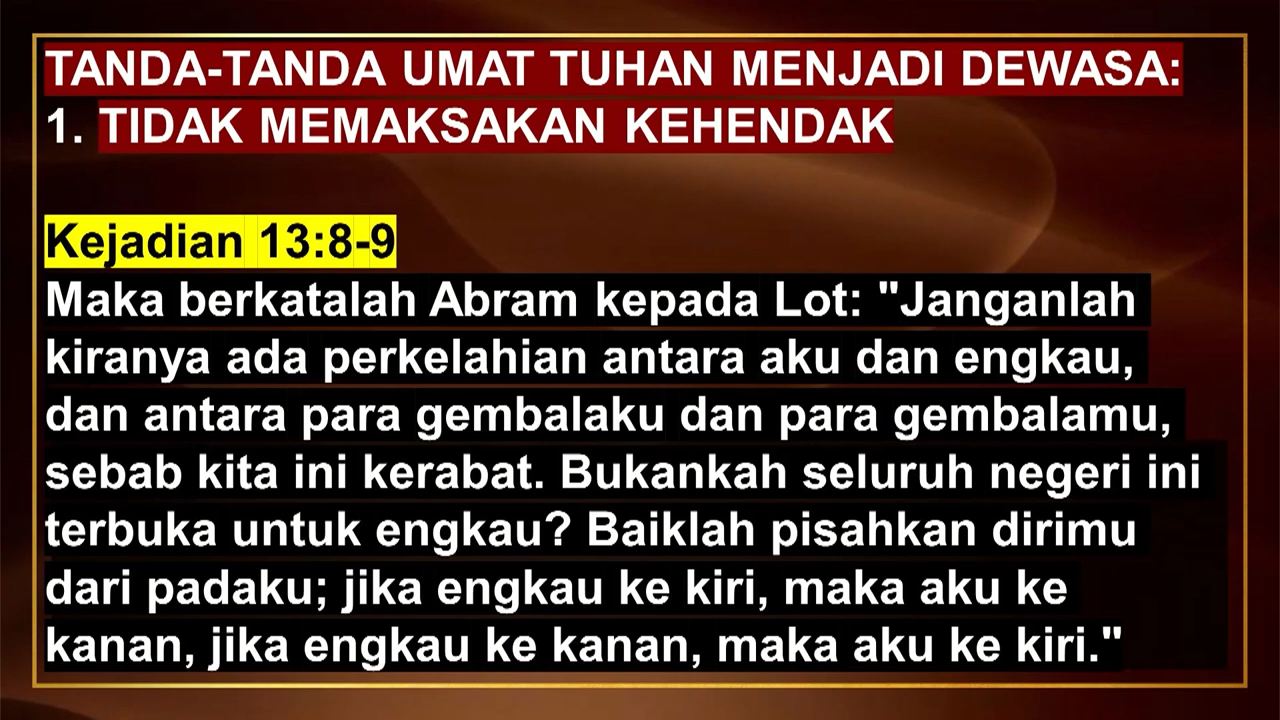 TANDA-TANDA UMAT TUHAN MENJADI DEWASA:
1. TIDAK MEMAKSAKAN KEHENDAK
Kejadian 13:8-9
Maka berkatalah Abram kepada Lot: "Janganlah
kiranya ada perkelahian antara aku dan engkau,
dan antara para gembalaku dan para gembalamu,
sebab kita ini kerabat. Bukankah seluruh negeri ini
terbuka untuk engkau? Baiklah pisahkan dirimu
dari padaku; jika engkau ke kiri, maka aku ke
kanan, jika engkau ke kanan, maka aku ke kiri."